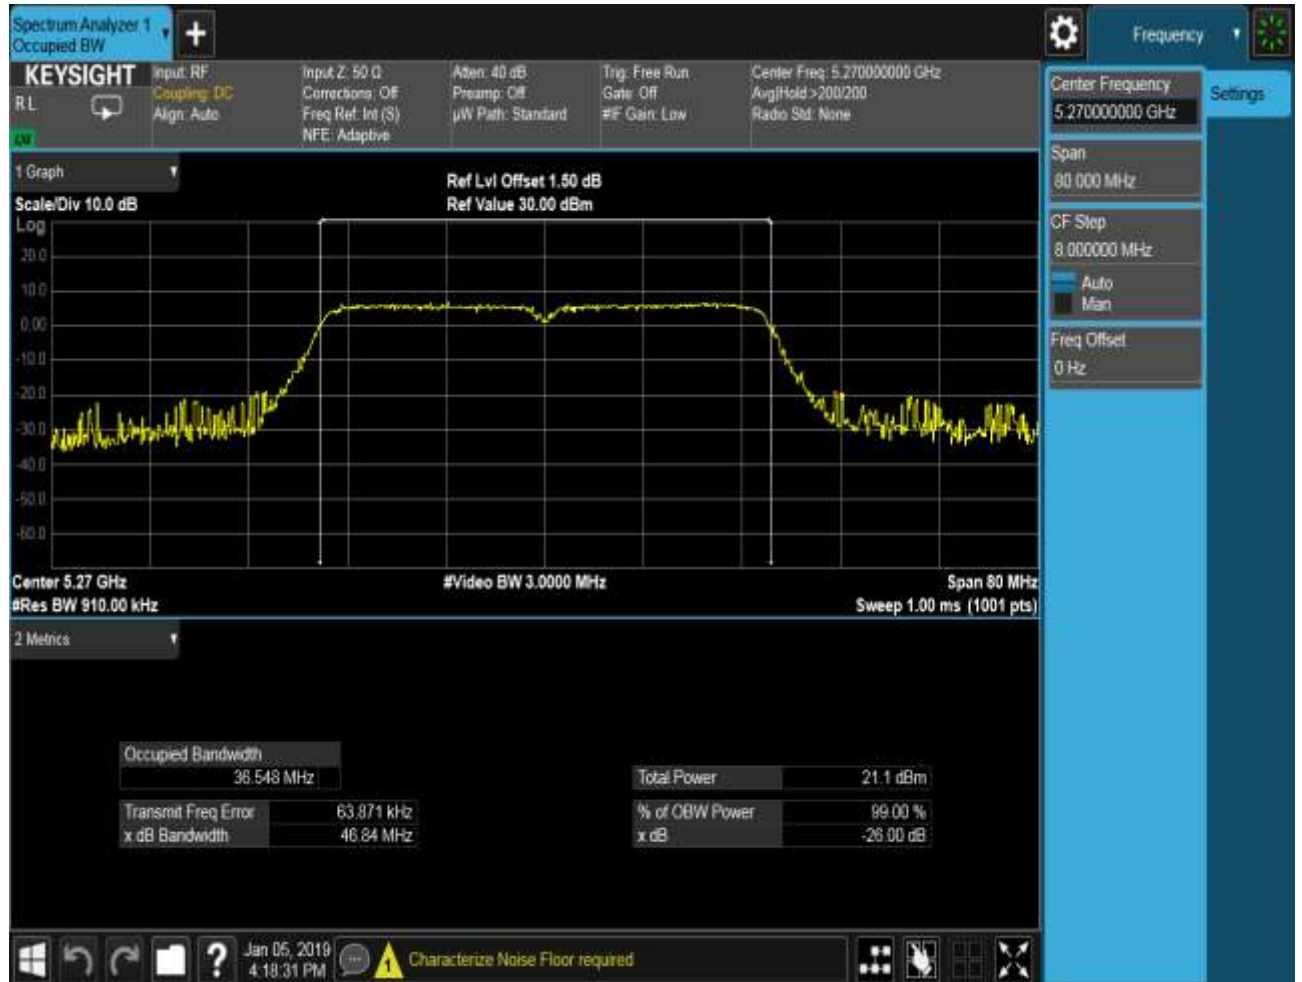 Spectrum Analyzer 1
Occupied BW
+
Frequency
KEYSIGHT
RL
Input: RF
Coupling: DC
Align: Auto
Input Z: 50 Ω
Corrections: Off
Freq Ref: Int (S)
NFE: Adaptive
Atten: 40 dB
Preamp: Off
µW Path: Standard
Trig: Free Run
Gate: Off
#IF Gain: Low
Center Freq: 5.270000000 GHz
Avg|Hold:>200/200
Radio Std: None
Center Frequency
5.270000000 GHz
Settings
Span
80.000 MHz
CF Step
8.000000 MHz
Auto
Man
Freq Offset
0 Hz
1 Graph
Scale/Div 10.0 dB
Ref Lvl Offset 1.50 dB
Ref Value 30.00 dBm
Log
20.0
10.0
0.00
-10.0
-20.0
-30.0
-40.0
-50.0
-60.0
Center 5.27 GHz
#Video BW 3.0000 MHz
Span 80 MHz
#Res BW 910.00 kHz
Sweep 1.00 ms (1001 pts)
2 Metrics
Occupied Bandwidth
36.548 MHz
Total Power 21.1 dBm
Transmit Freq Error 63.871 kHz
% of OBW Power 99.00 %
x dB Bandwidth 46.84 MHz
x dB -26.00 dB
?
Jan 05, 2019
4:18:31 PM
1
Characterize Noise Floor required